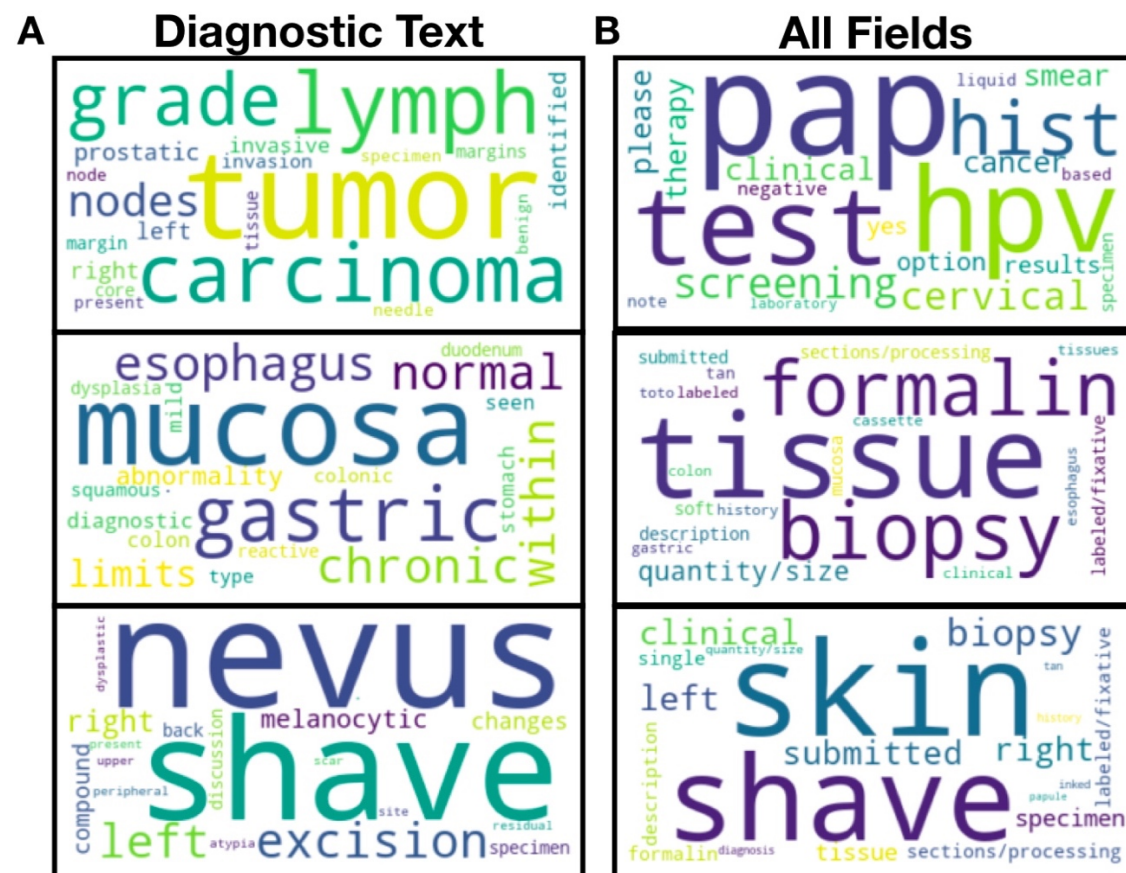 A Diagnostic Text B All Fields
grade lymph identified
prostatic invasive invasion specimen margins
node
nodes tumor
left tissue benign
margin
right carcinoma
core
present needle
esophagus duodenum
dysplasia mild normal
mucosa seen
abnormality colonic
squamous stomach within
diagnostic gastric
colon reactive
limits type chronic
dysplastic nevus
right back melanocytic changes
present discussion shave
upper scar
compound peripheral
site residual
left atypia excision specimen
please therapy pap liquid smear
hist
clinical cancer based
negative
test yes hpv
option results specimen
screening cervical
note laboratory
submitted sections/processing tissues
tan formalin
toto labeled
cassette
tissue mucosa
colon esophagus labeled/fixative
soft history biopsy
description
gastric
quantity/size clinical
clinical biopsy
quantity/size
single skin tan labeled/fixative
left history
description submitted right
shave inked
papule
specimen
formalin diagnosis tissue sections/processing